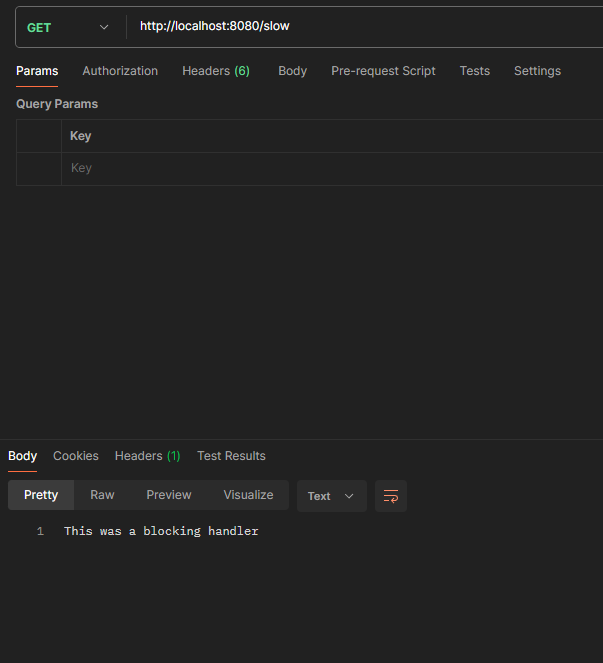 GET http://localhost:8080/slow
Params Authorization Headers (6) Body Pre-request Script Tests Settings
Query Params
Key
Key
Body Cookies Headers (1) Test Results
Pretty Raw Preview Visualize Text
1 This was a blocking handler